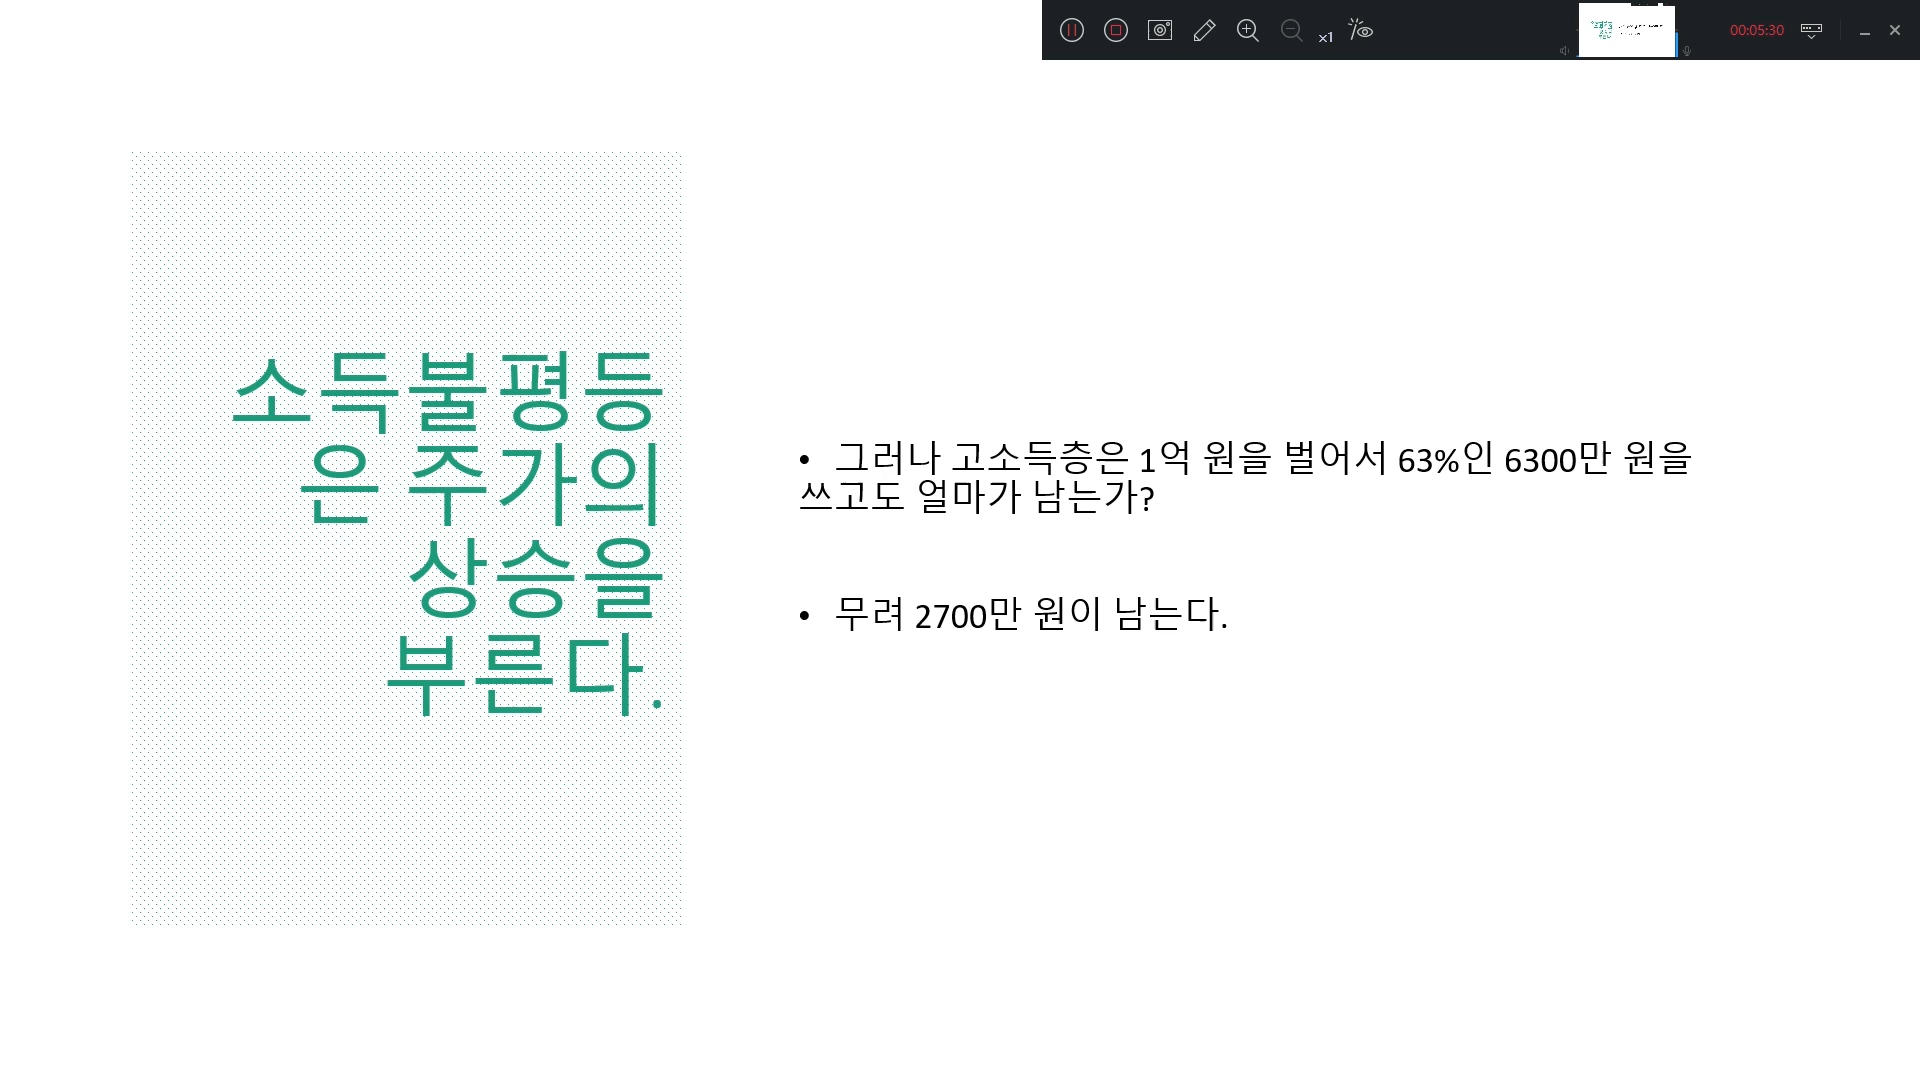 x1
00:05:30
소득불평등
은 주가의
상승을
부른다.
• 그러나 고소득층은 1억 원을 벌어서 63%인 6300만 원을
쓰고도 얼마가 남는가?
• 무려 2700만 원이 남는다.